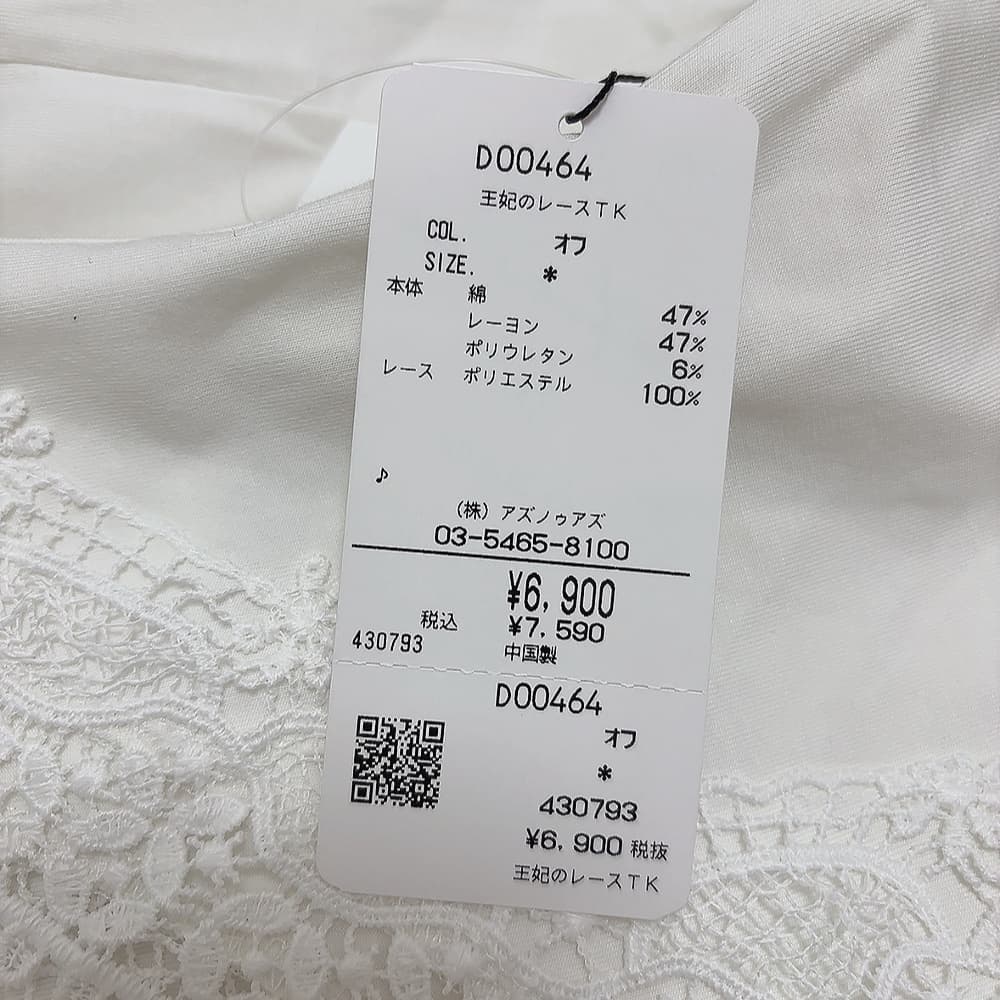 D00464
王妃のレースTK
COL. オフ
SIZE. *
本体 綿 47%
レーヨン 47%
ポリウレタン 6%
レース ポリエステル 100%
♪
(株) アズノゥアズ
03-5465-8100
¥6,900
税込 ¥7,590
430793 中国製
D00464
オフ
*
430793
¥6,900 税抜
王妃のレースTK